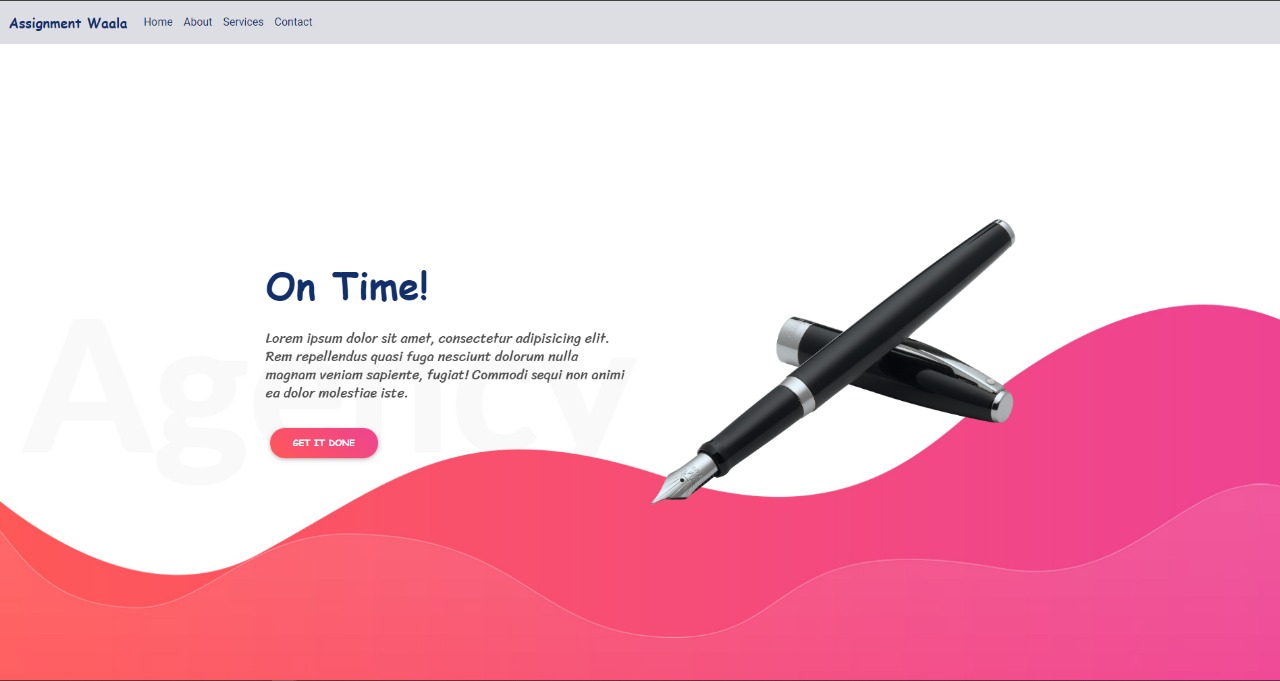 Assignment Waala Home About Services Contact
On Time!
Agency
Lorem ipsum dolor sit amet, consectetur adipisicing elit.
Rem repellendus quasi fuga nesciunt dolorum nulla
magnam veniam sapiente, fugiat! Commodi sequi non animi
ea dolor molestiae iste.
GET IT DONE